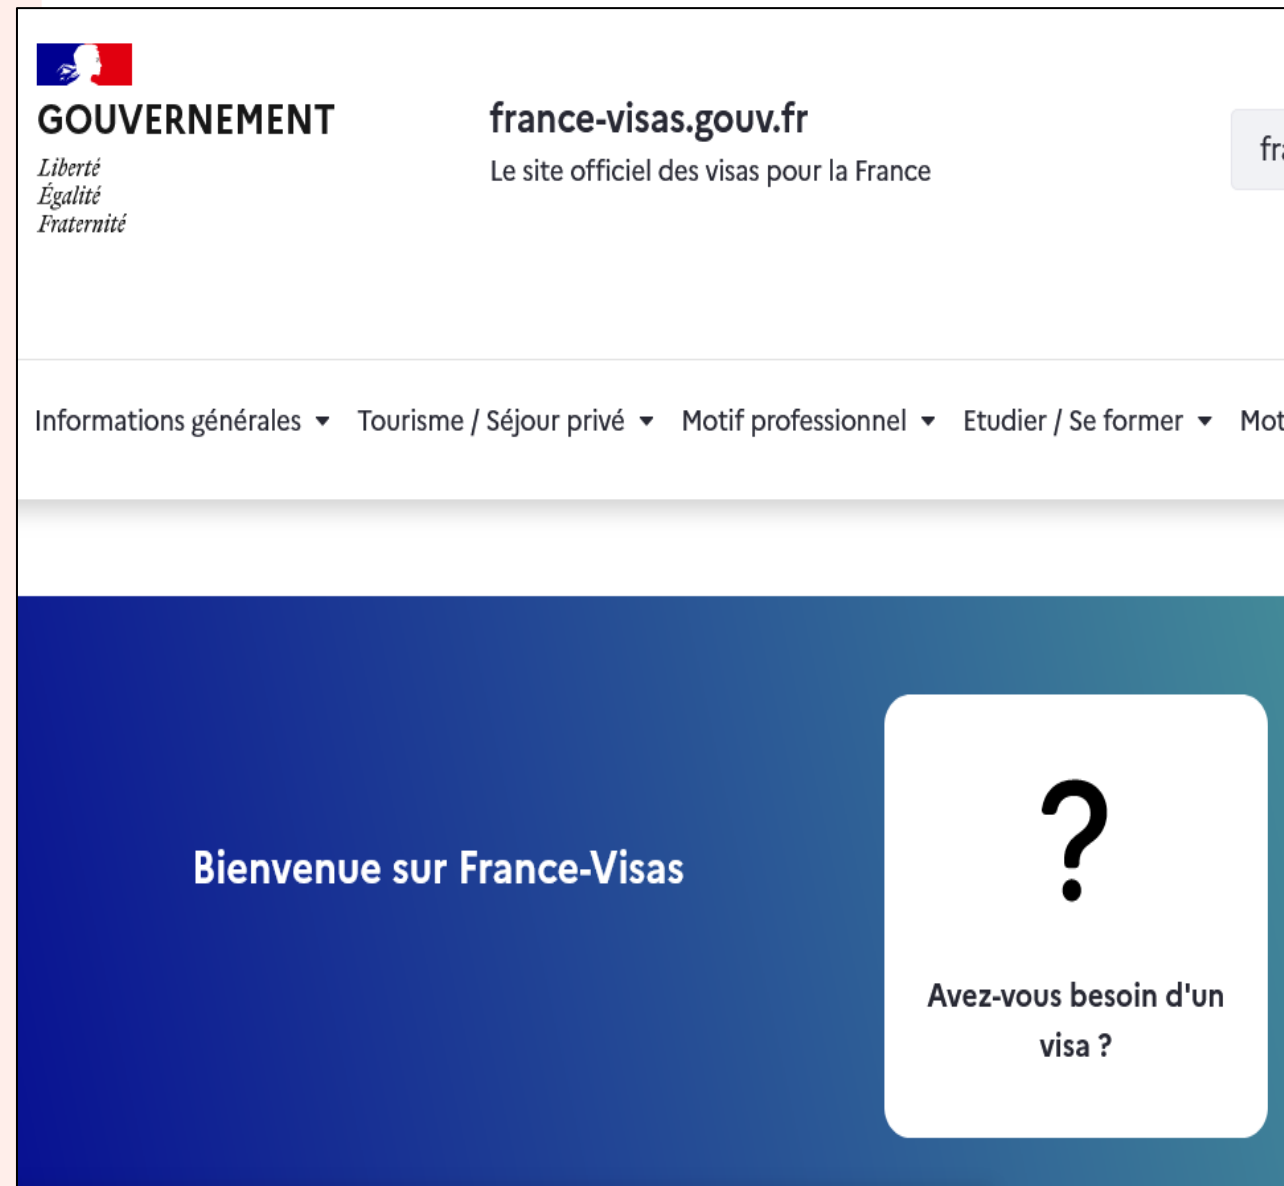 GOUVERNEMENT
Liberté
Égalité
Fraternité
france-visas.gouv.fr
Le site officiel des visas pour la France
Informations générales
Tourisme / Séjour privé
Motif professionnel
Etudier / Se former
Bienvenue sur France-Visas
?
Avez-vous besoin d'un
visa ?